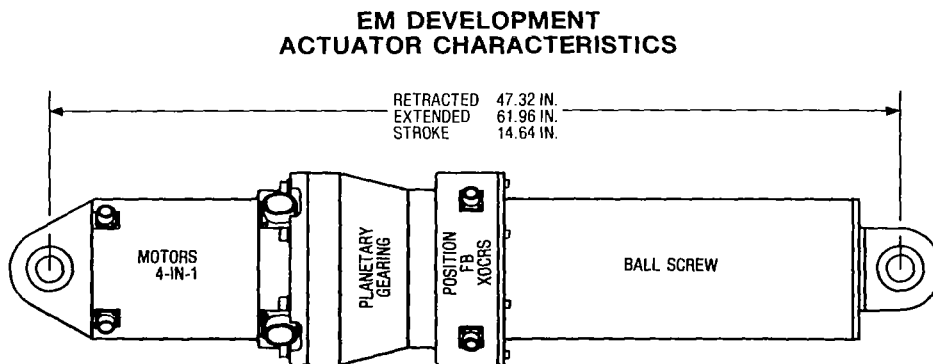 EM DEVELOPMENT
ACTUATOR CHARACTERISTICS
RETRACTED 47.32 IN.
EXTENDED 61.96 IN.
STROKE 14.64 IN.
MOTORS
4-IN-1
PLANETARY
GEARING
POSITION
FB
XOCRS
BALL SCREW